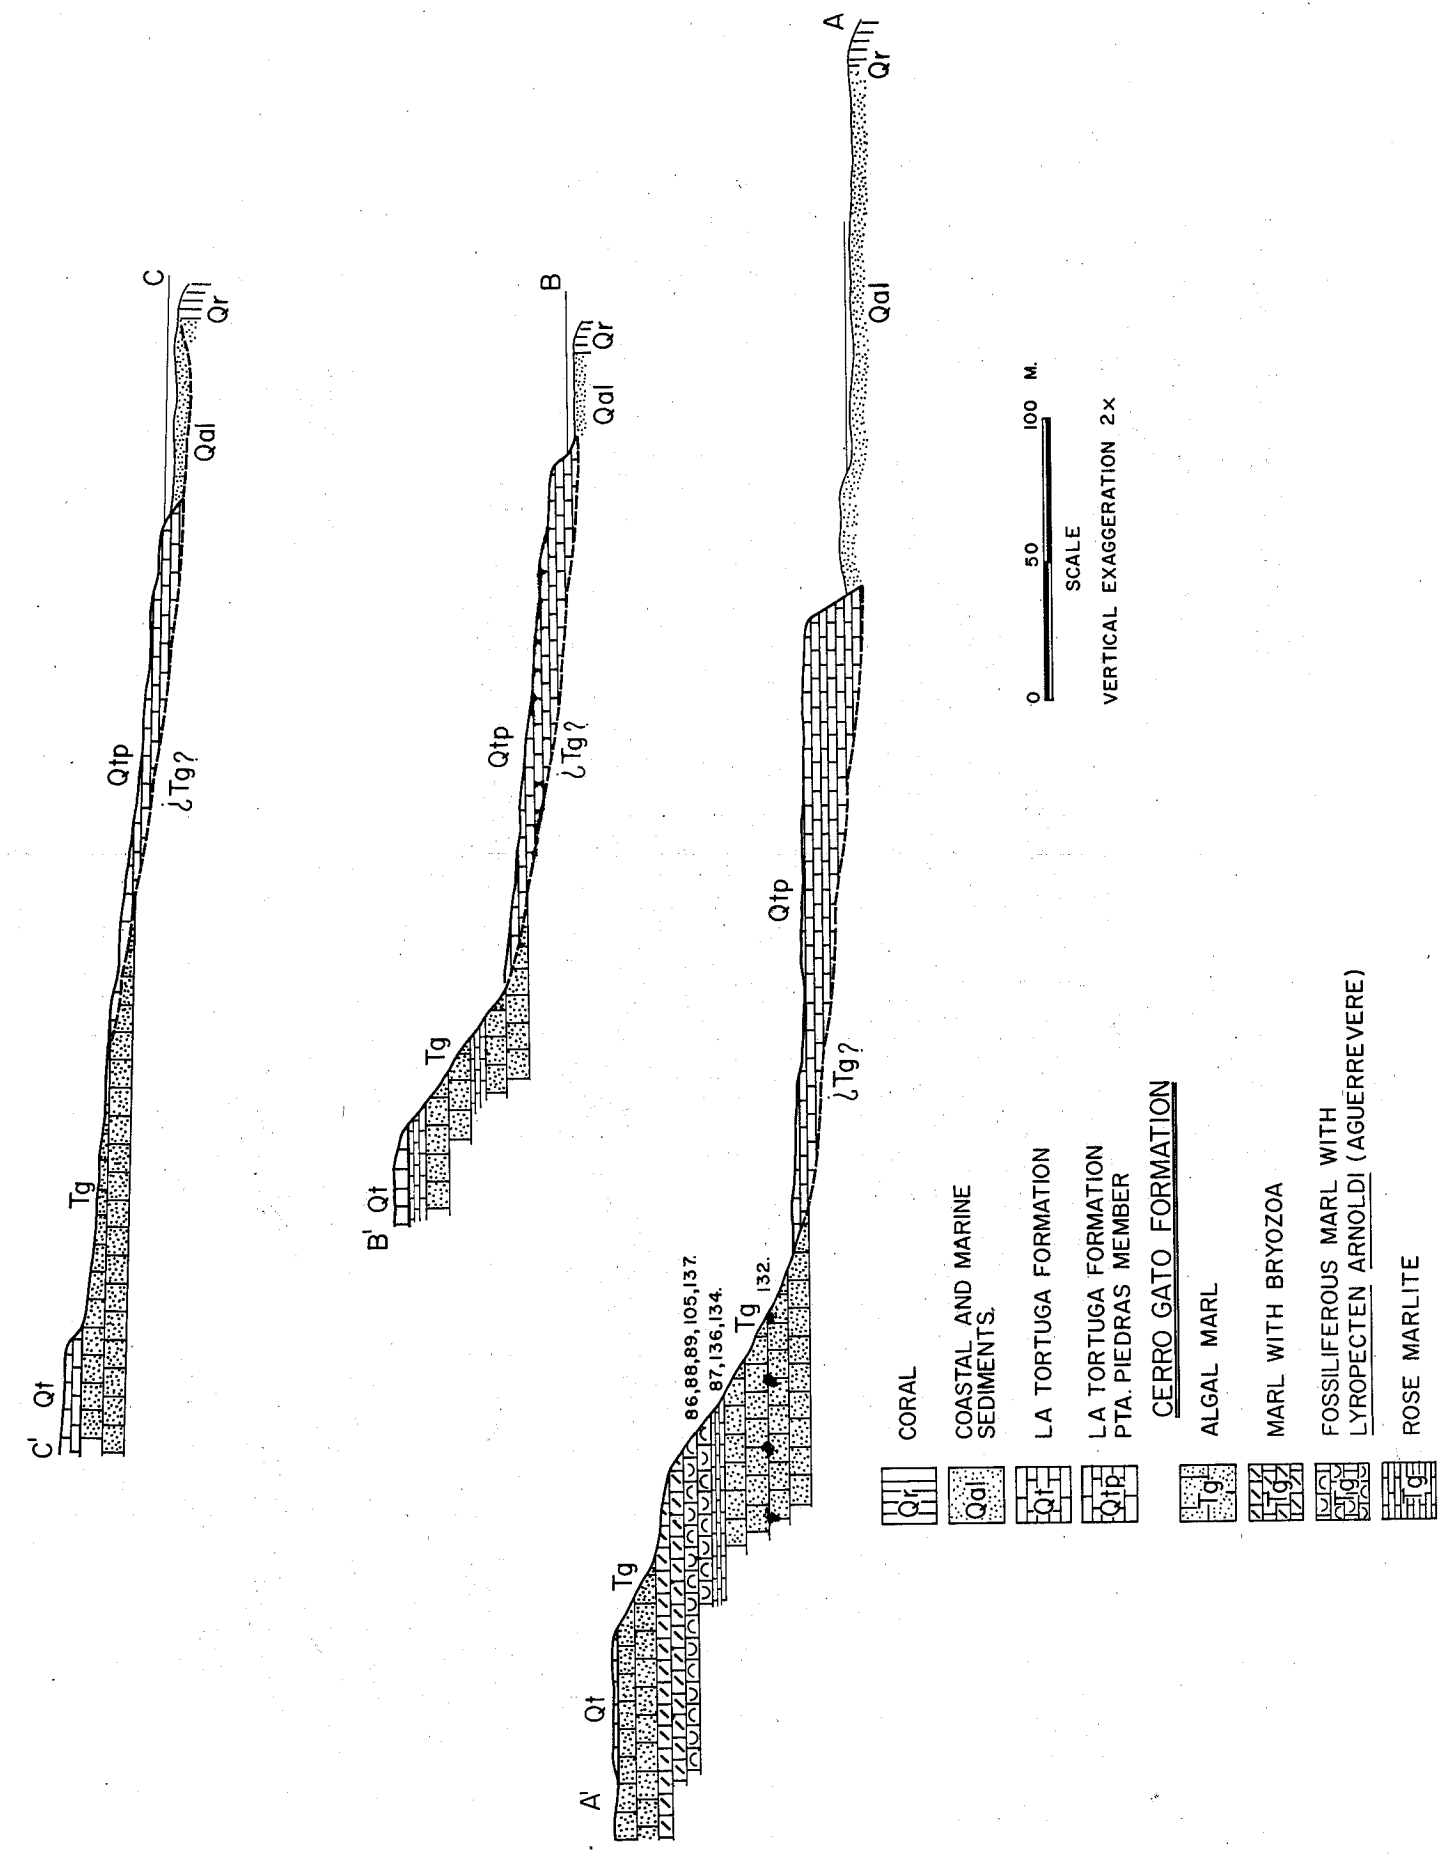 C' Qt Tg Qtp ¿Tg? Qal Qr C
B' Qt Tg Qtp ¿Tg? Qal Qr B
A' Qt Tg 86,88,89,105,137.
87,136,134.
Tg 132. ¿Tg? Qtp Qal Qr A
0 50 100 M.
SCALE
VERTICAL EXAGGERATION 2x
Qr CORAL
Qal COASTAL AND MARINE
SEDIMENTS.
Qt LA TORTUGA FORMATION
Qtp LA TORTUGA FORMATION
PTA. PIEDRAS MEMBER
CERRO GATO FORMATION
Tg ALGAL MARL
Tg MARL WITH BRYOZOA
Tg FOSSILIFEROUS MARL WITH
LYROPECTEN ARNOLDI (AGUERREVERE)
Tg ROSE MARLITE